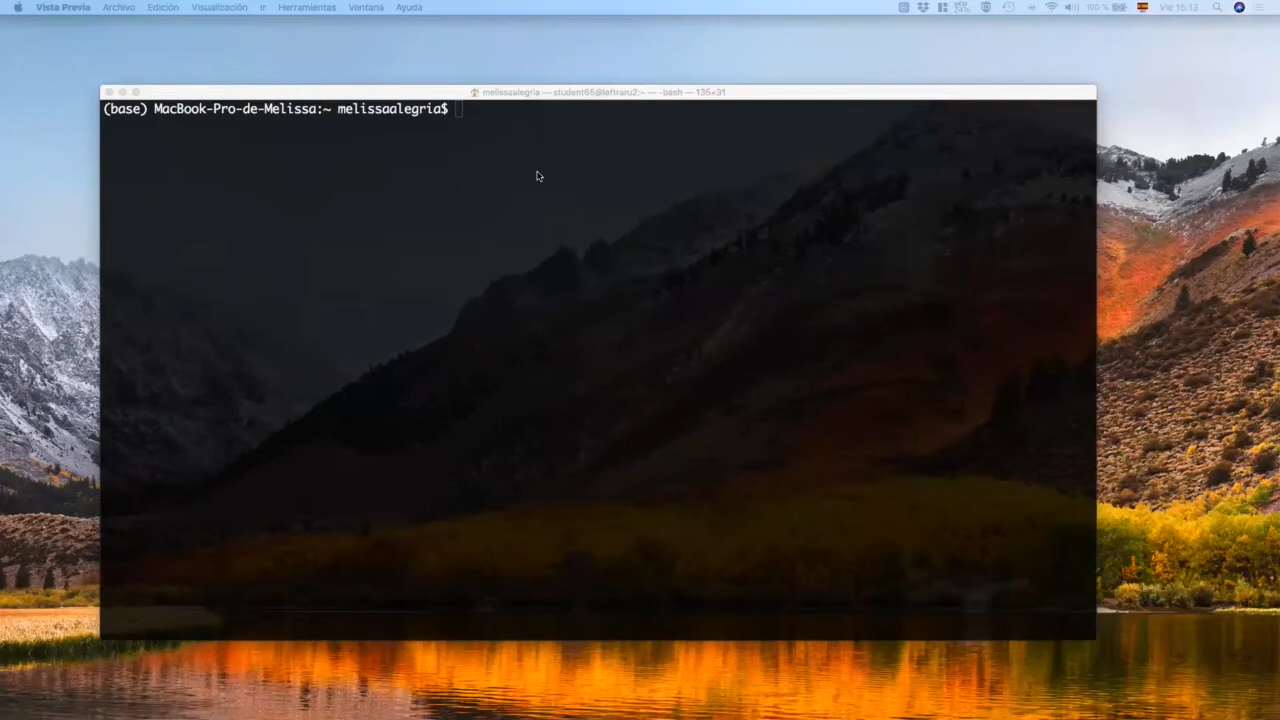 Vista Previa Archivo Edición Visualización Ir Herramientas Ventana Ayuda 100 % Vie 15:13
melissaalegria — student65@leftraru2:~ — -bash — 135×31
(base) MacBook-Pro-de-Melissa:~ melissaalegria$